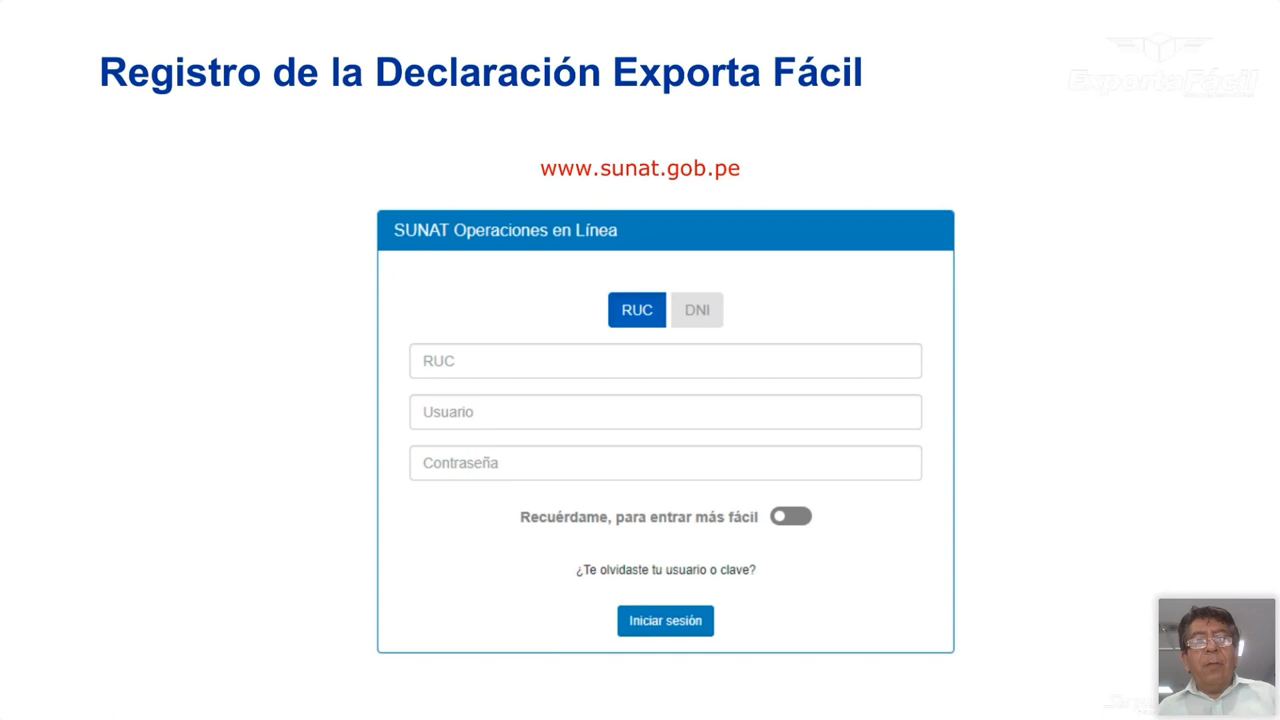 Registro de la Declaración Exporta Fácil
ExportaFácil
www.sunat.gob.pe
SUNAT Operaciones en Línea
RUC DNI
RUC
Usuario
Contraseña
Recuérdame, para entrar más fácil
¿Te olvidaste tu usuario o clave?
Iniciar sesión